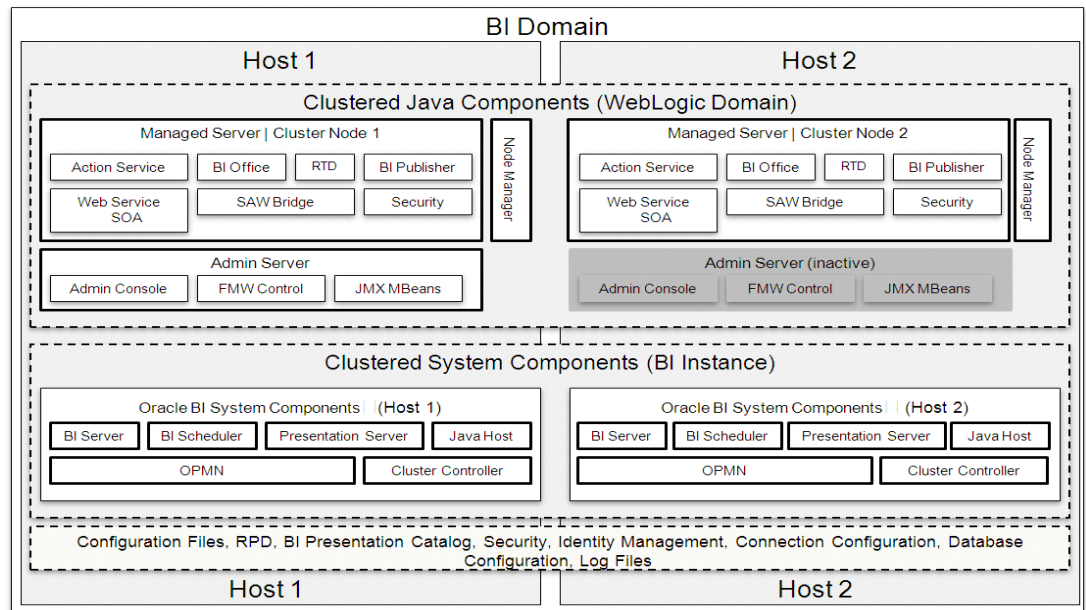 BI Domain
Host 1
Host 2
Clustered Java Components (WebLogic Domain)
Managed Server | Cluster Node 1
Action Service
BI Office
RTD
BI Publisher
Web Service
SOA
SAW Bridge
Security
Node Manager
Managed Server | Cluster Node 2
Action Service
BI Office
RTD
BI Publisher
Web Service
SOA
SAW Bridge
Security
Node Manager
Admin Server
Admin Console
FMW Control
JMX MBeans
Admin Server (inactive)
Admin Console
FMW Control
JMX MBeans
Clustered System Components (BI Instance)
Oracle BI System Components (Host 1)
BI Server
BI Scheduler
Presentation Server
Java Host
OPMN
Cluster Controller
Oracle BI System Components (Host 2)
BI Server
BI Scheduler
Presentation Server
Java Host
OPMN
Cluster Controller
Configuration Files, RPD, BI Presentation Catalog, Security, Identity Management, Connection Configuration, Database
Configuration, Log Files
Host 1
Host 2